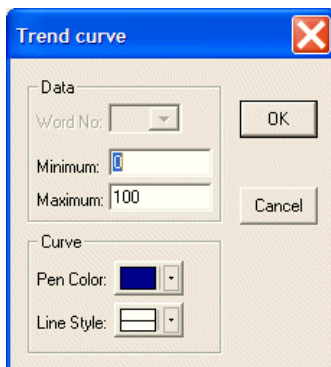 Trend curve
Data
Word No:
OK
Minimum: 0
Maximum: 100
Cancel
Curve
Pen Color:
Line Style: